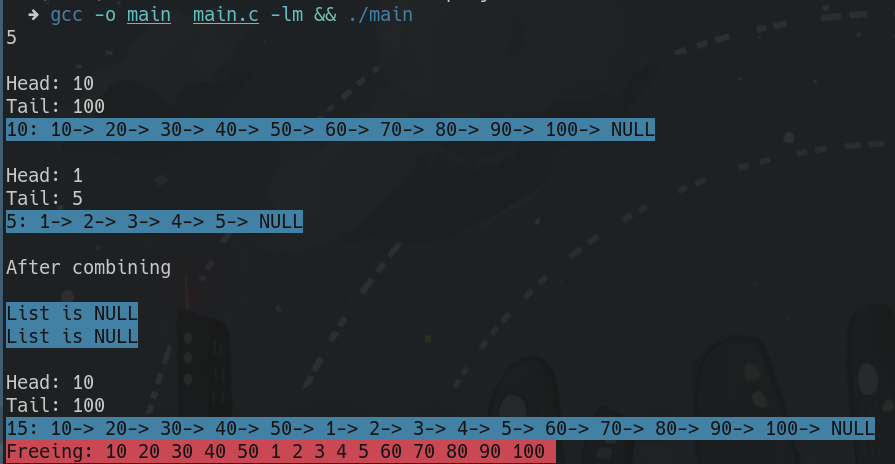 ➜ gcc -o main  main.c -lm && ./main
5
Head: 10
Tail: 100
10: 10-> 20-> 30-> 40-> 50-> 60-> 70-> 80-> 90-> 100-> NULL
Head: 1
Tail: 5
5: 1-> 2-> 3-> 4-> 5-> NULL
After combining
List is NULL
List is NULL
Head: 10
Tail: 100
15: 10-> 20-> 30-> 40-> 50-> 1-> 2-> 3-> 4-> 5-> 60-> 70-> 80-> 90-> 100-> NULL
Freeing: 10 20 30 40 50 1 2 3 4 5 60 70 80 90 100